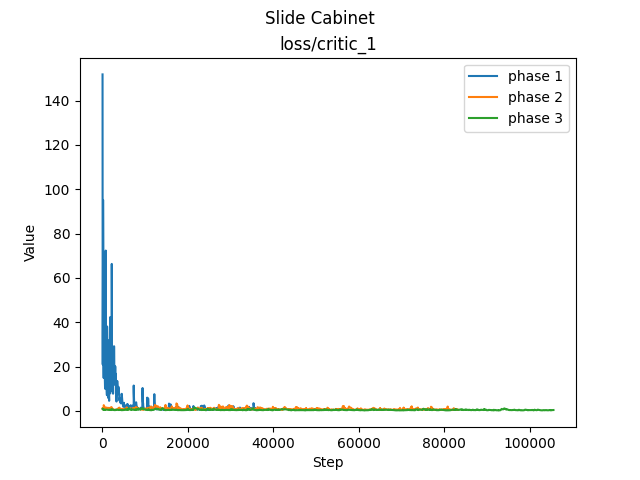 Slide Cabinet
loss/critic_1
phase 1
phase 2
phase 3
140
120
100
80
60
40
20
0
Value
0 20000 40000 60000 80000 100000
Step